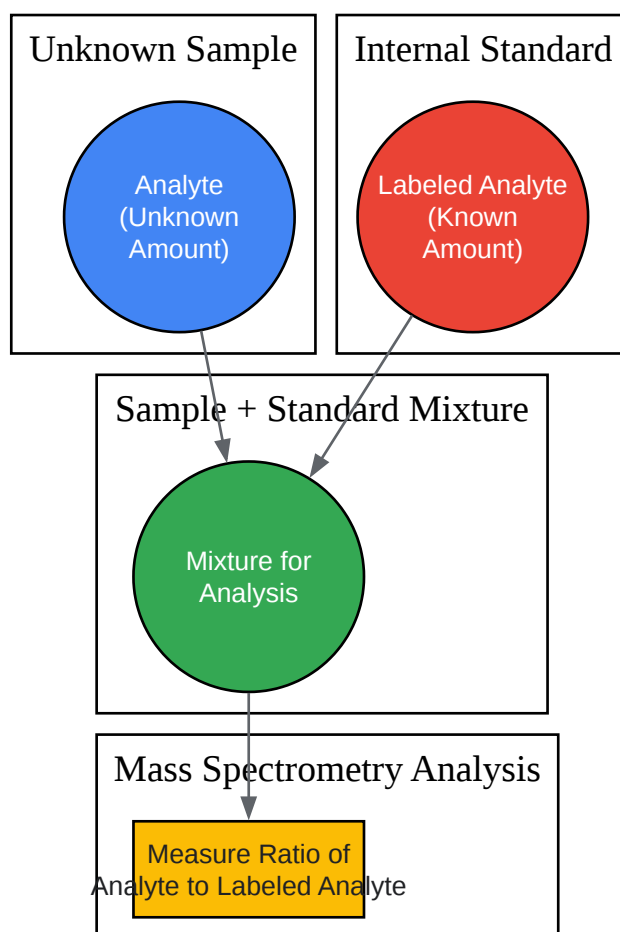 Unknown Sample
Internal Standard
Analyte
(Unknown
Amount)
Labeled Analyte
(Known
Amount)
Sample + Standard Mixture
Mixture for
Analysis
Mass Spectrometry Analysis
Measure Ratio of
Analyte to Labeled Analyte